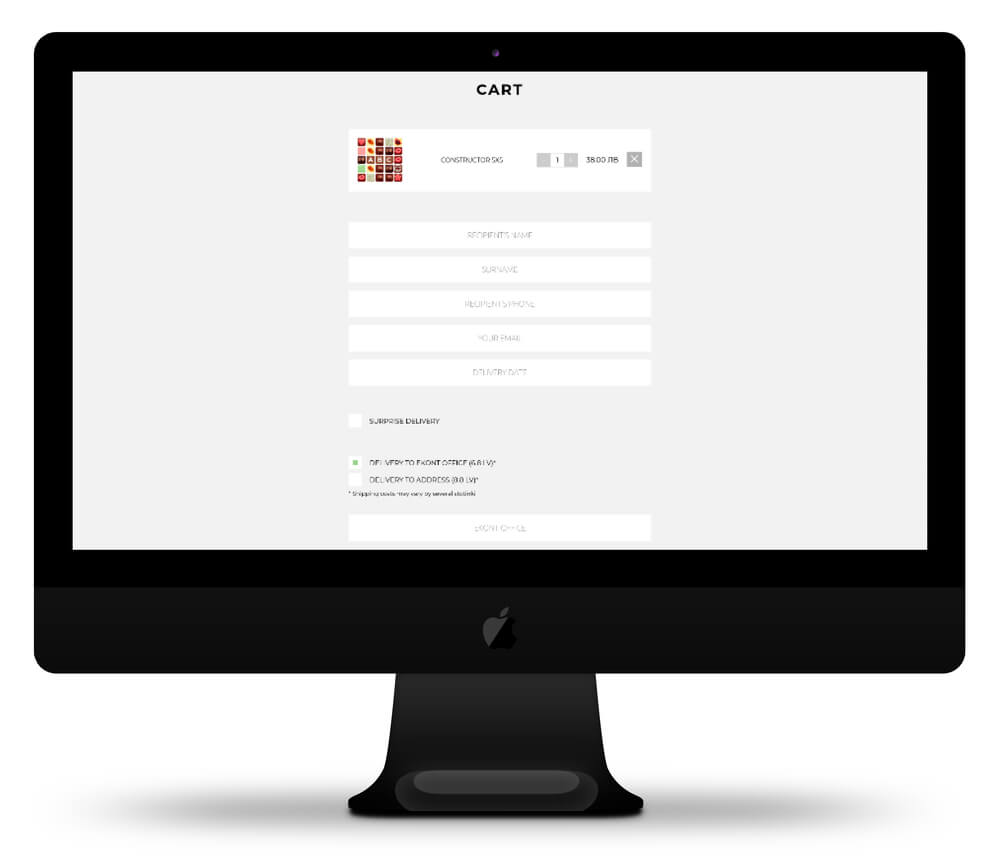 CART
ABC
CONSTRUCTOR 5X5
1
38.00 ЛВ
RECIPIENT'S NAME
SURNAME
RECIPIENT'S PHONE
YOUR EMAIL
DELIVERY DATE
SURPRISE DELIVERY
DELIVERY TO EKONT OFFICE (6.8 LV)*
DELIVERY TO ADDRESS (8.8 LV)*
* Shipping costs may vary by several stotinki
EKONT OFFICE